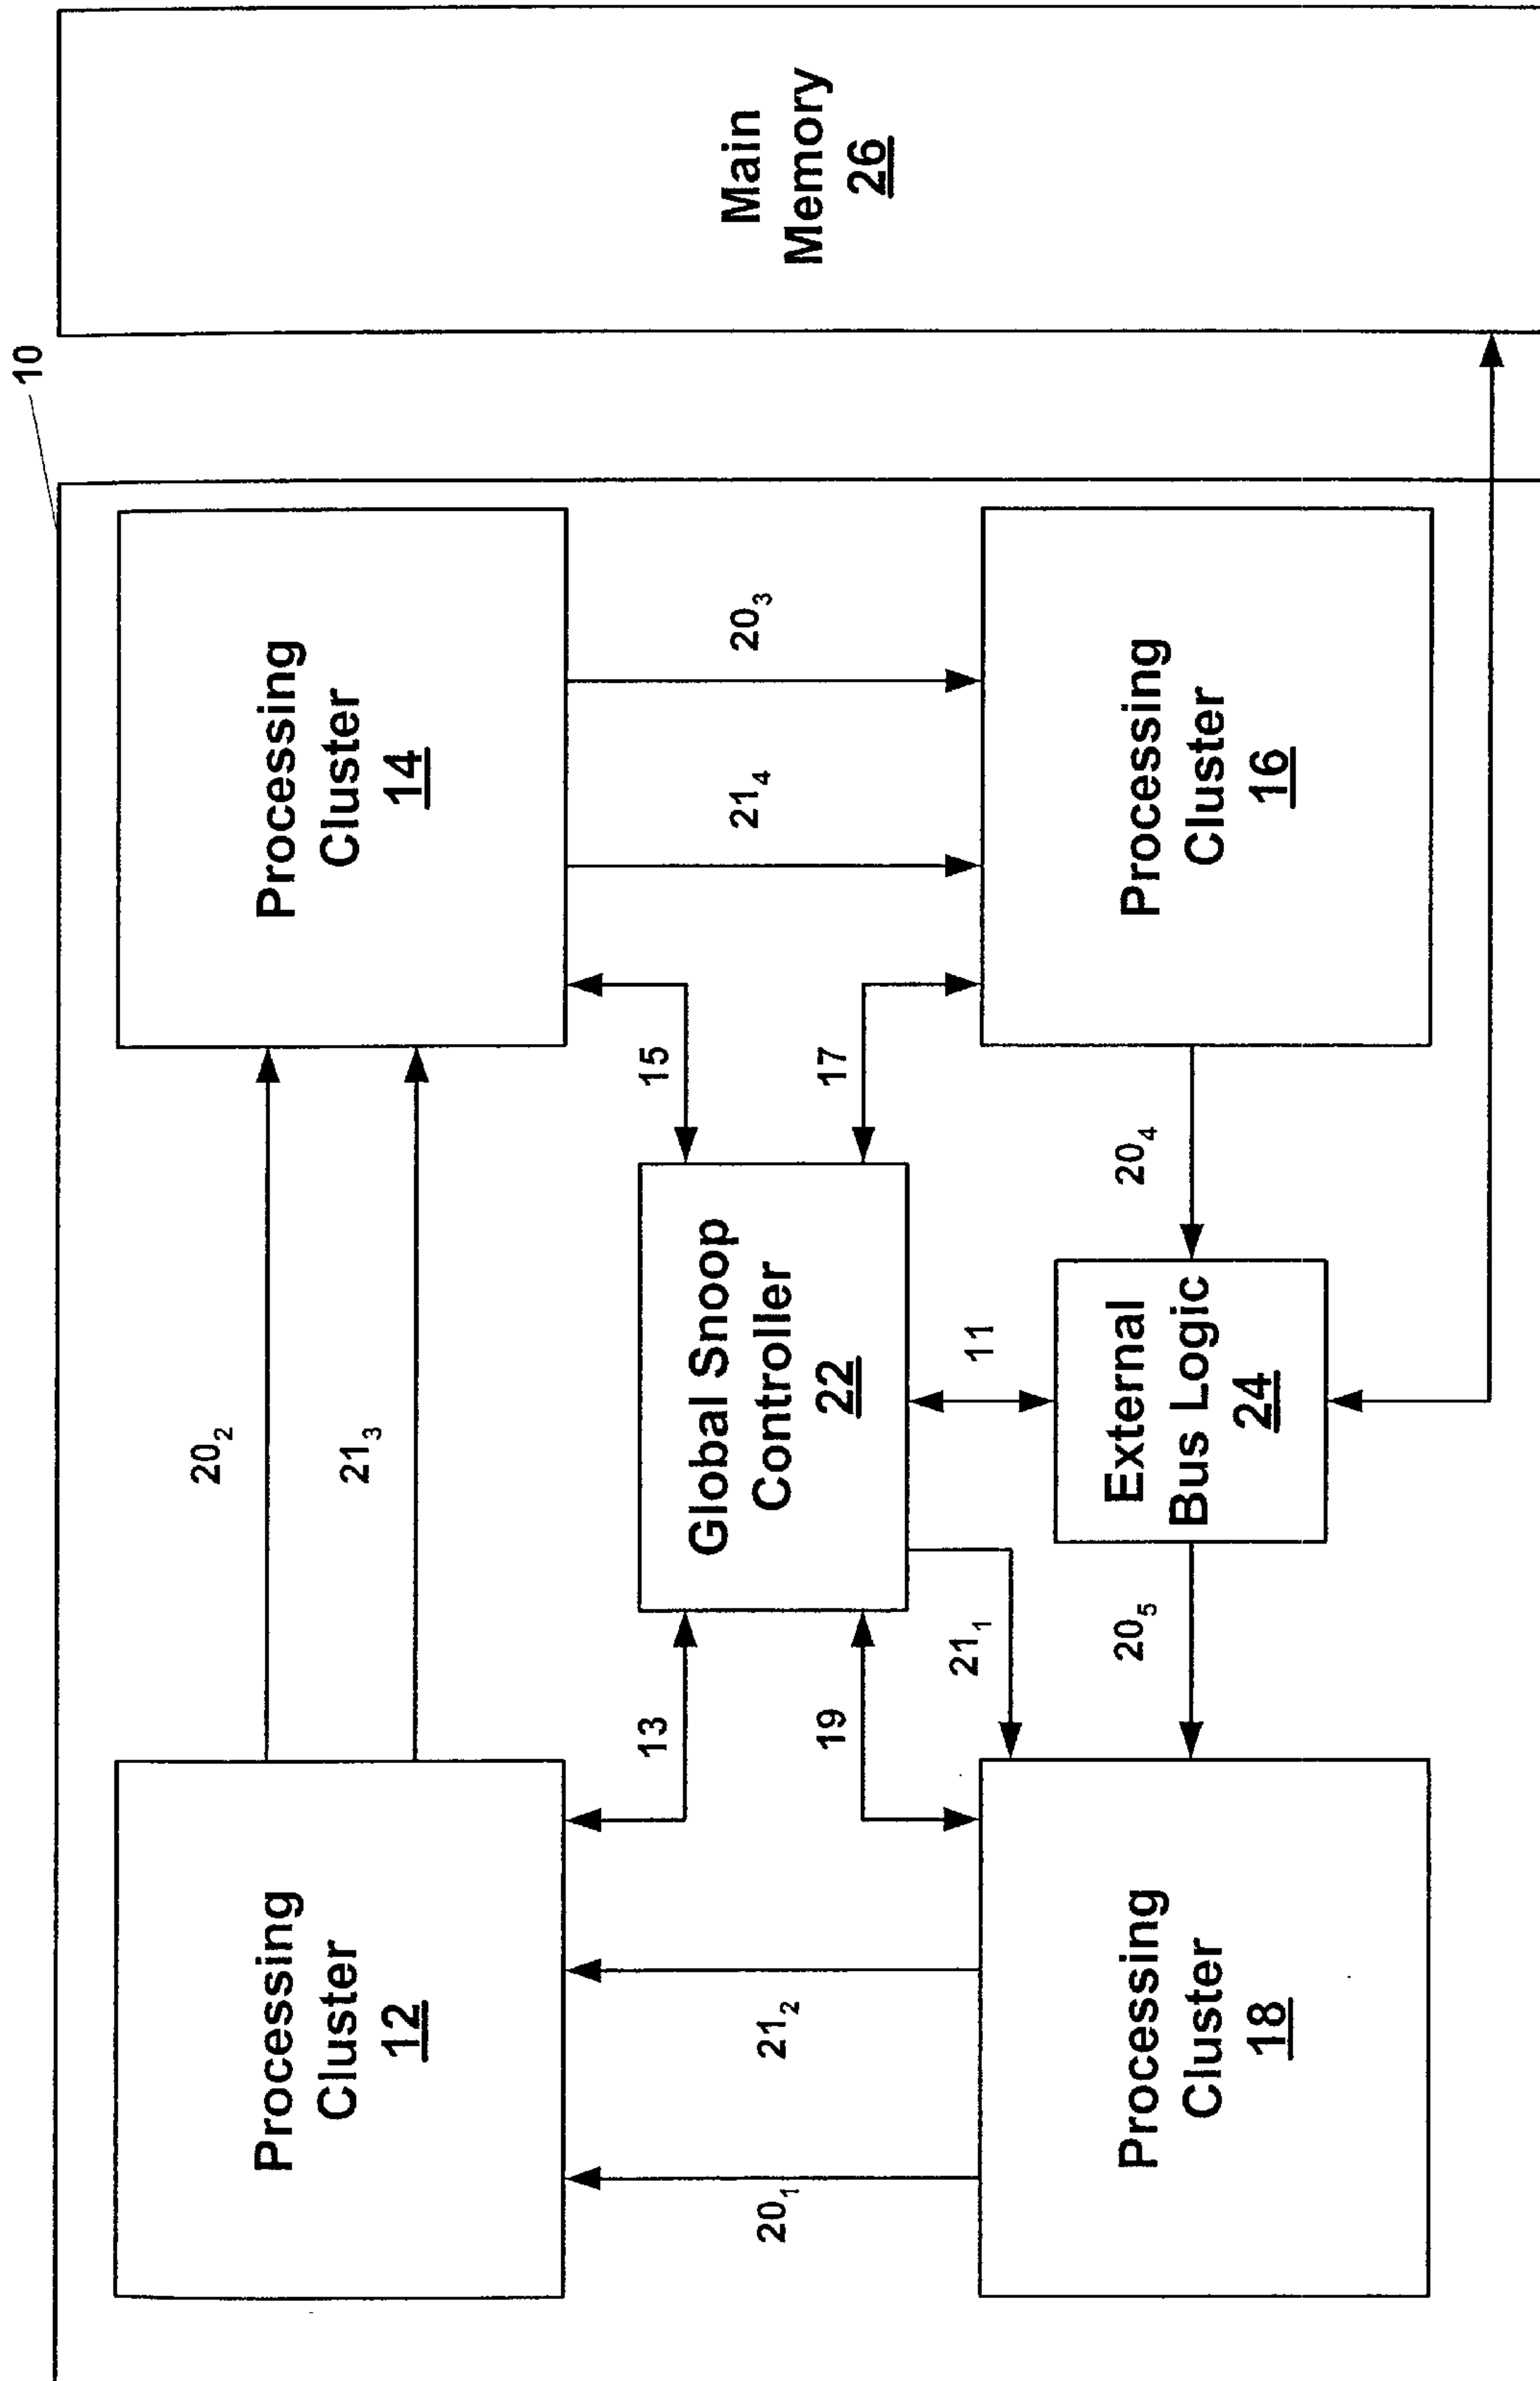 10
Processing
Cluster
12
20₂
21₃
Processing
Cluster
14
Main
Memory
26
13
15
20₁
21₂
Global Snoop
Controller
22
21₄
20₃
19
17
21₁
11
Processing
Cluster
18
20₅
External
Bus Logic
24
20₄
Processing
Cluster
16